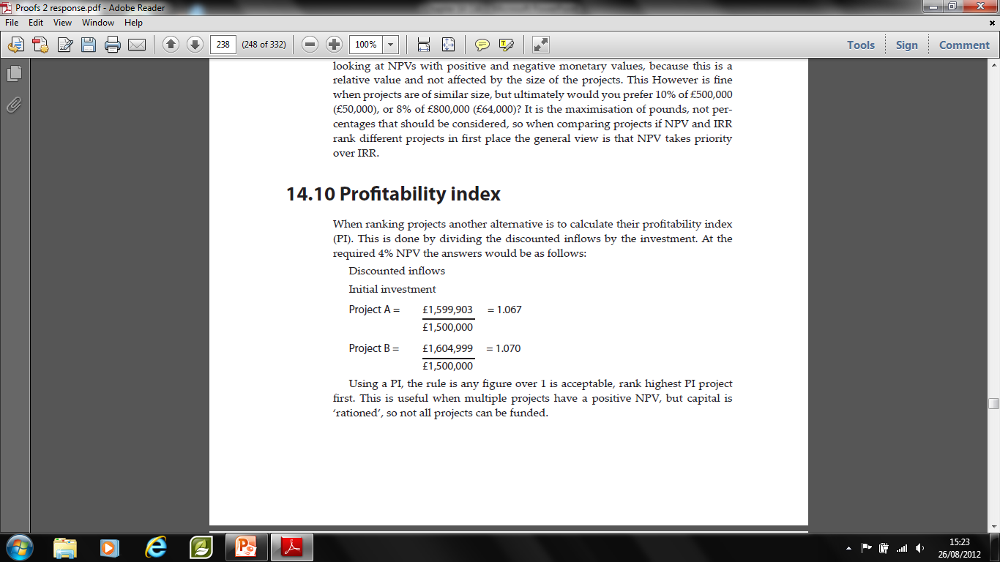 Proofs 2 response.pdf - Adobe Reader
File Edit View Window Help
238 (248 of 332) 100% Tools Sign Comment
looking at NPVs with positive and negative monetary values, because this is a
relative value and not affected by the size of the projects. This However is fine
when projects are of similar size, but ultimately would you prefer 10% of £500,000
(£50,000), or 8% of £800,000 (£64,000)? It is the maximisation of pounds, not per-
centages that should be considered, so when comparing projects if NPV and IRR
rank different projects in first place the general view is that NPV takes priority
over IRR.
14.10 Profitability index
When ranking projects another alternative is to calculate their profitability index
(PI). This is done by dividing the discounted inflows by the investment. At the
required 4% NPV the answers would be as follows:
Discounted inflows
Initial investment
Project A = £1,599,903 = 1.067
£1,500,000
Project B = £1,604,999 = 1.070
£1,500,000
Using a PI, the rule is any figure over 1 is acceptable, rank highest PI project
first. This is useful when multiple projects have a positive NPV, but capital is
‘rationed’, so not all projects can be funded.
15:23
26/08/2012